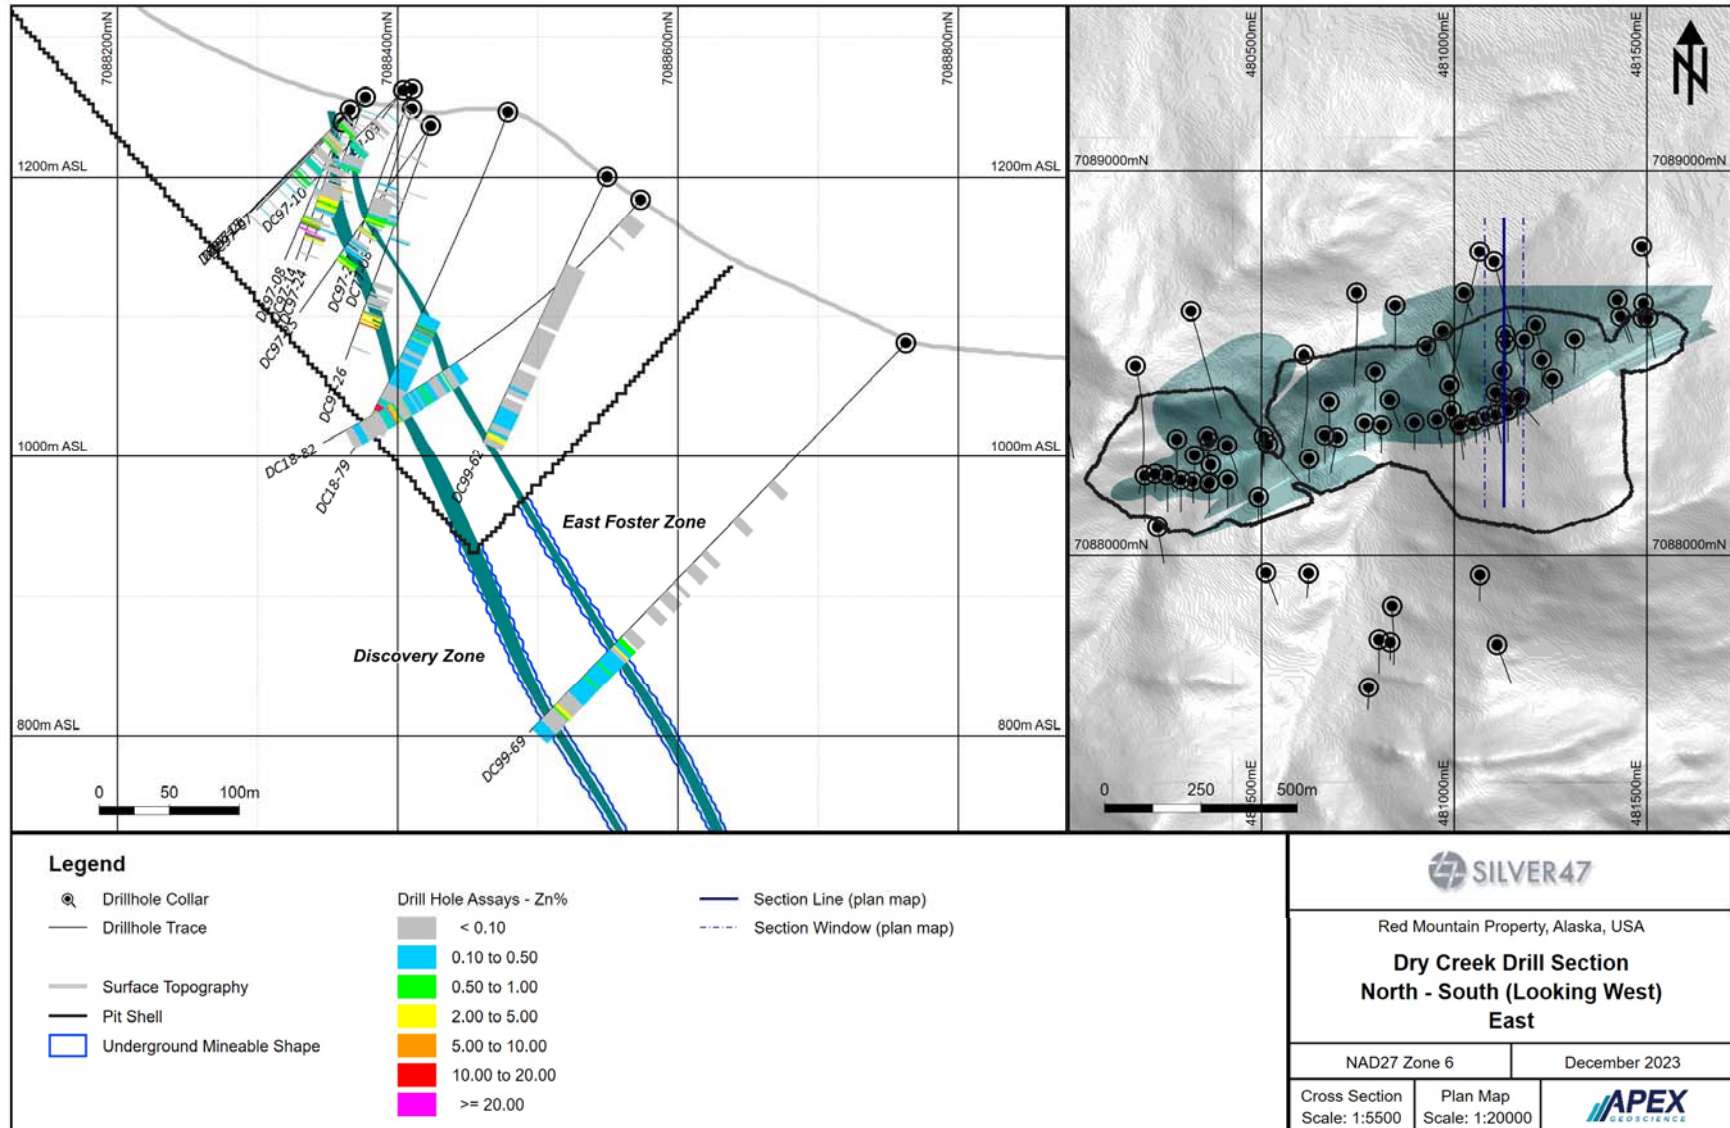 7088200mN
7088400mN
7088600mN
7088800mN
1200m ASL
1200m ASL
DC97-10
DC97-08
DC97-14
DC97-24
DC97-26
DC18-82
DC18-79
DC99-69
1000m ASL
1000m ASL
East Foster Zone
Discovery Zone
800m ASL
800m ASL
0 50 100m
480500mE
481000mE
481500mE
N
7089000mN
7089000mN
7088000mN
7088000mN
0 250 500m
481000mE
481500mE
Legend
Drillhole Collar
Drillhole Trace
Surface Topography
Pit Shell
Underground Mineable Shape
Drill Hole Assays - Zn%
< 0.10
0.10 to 0.50
0.50 to 1.00
2.00 to 5.00
5.00 to 10.00
10.00 to 20.00
>= 20.00
Section Line (plan map)
Section Window (plan map)
SILVER47
Red Mountain Property, Alaska, USA
Dry Creek Drill Section
North - South (Looking West)
East
NAD27 Zone 6
December 2023
Cross Section
Scale: 1:5500
Plan Map
Scale: 1:20000
APEX
GEOSCIENCE